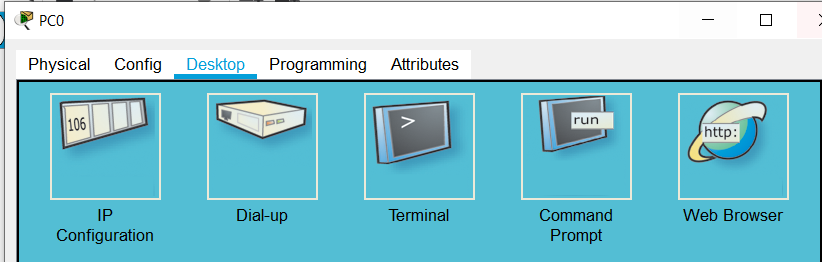 PC0
Physical Config Desktop Programming Attributes
106
>
run
http:
IP
Configuration
Dial-up
Terminal
Command
Prompt
Web Browser